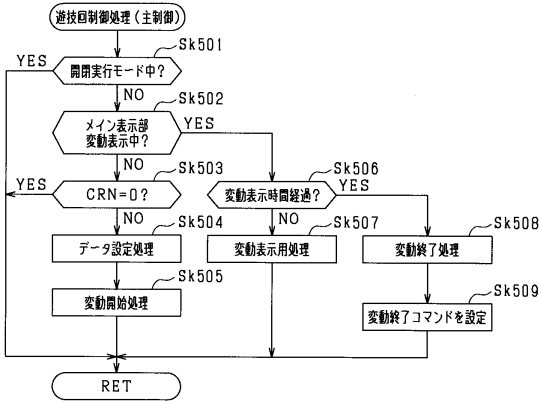 遊技回制御処理(主制御)
Sk501
開閉実行モード中?
YES
NO
Sk502
メイン表示部
変動表示中?
YES
NO
Sk503
CRN=0?
YES
NO
Sk504
データ設定処理
Sk505
変動開始処理
Sk506
変動表示時間経過?
YES
NO
Sk507
変動表示用処理
Sk508
変動終了処理
Sk509
変動終了コマンドを設定
RET